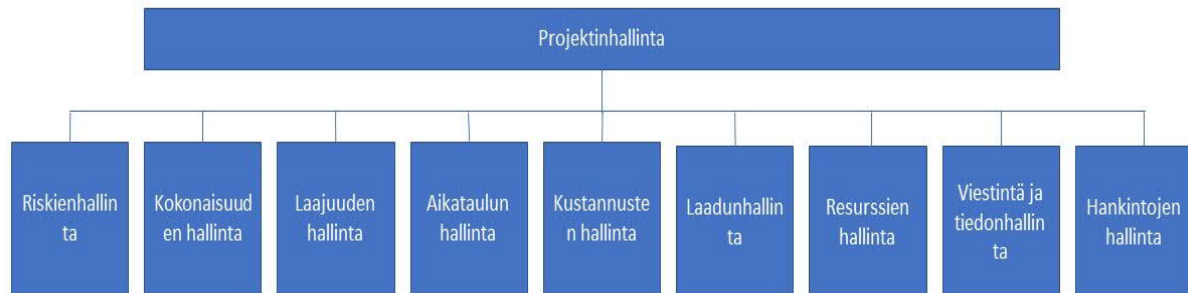 Projektinhallinta
Riskienhallin
ta
Kokonaisuud
en hallinta
Laajuuden
hallinta
Aikataulun
hallinta
Kustannuste
n hallinta
Laadunhallin
ta
Resurssien
hallinta
Viestintä ja
tiedonhallin
ta
Hankintojen
hallinta